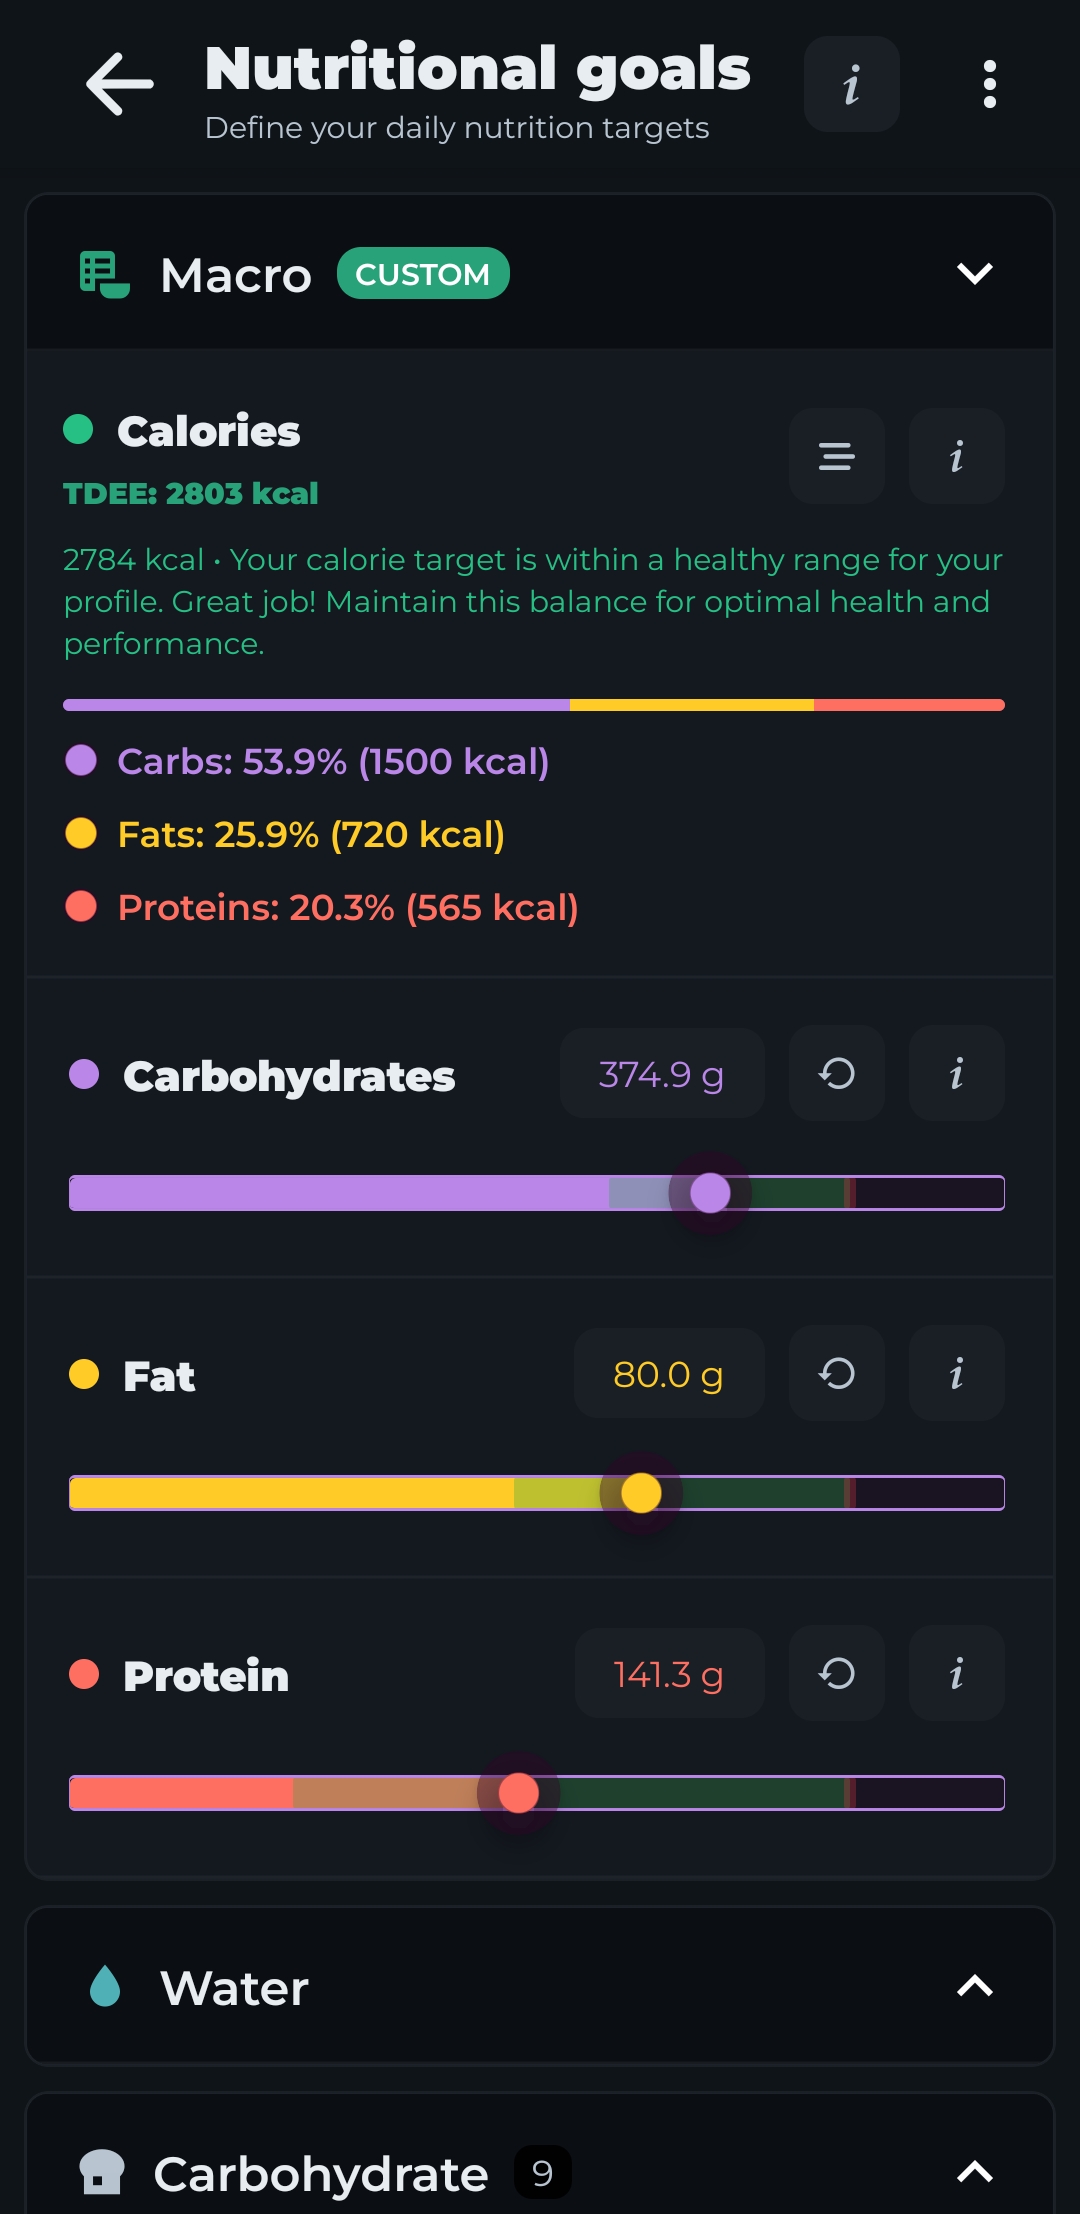 Nutritional goals
Define your daily nutrition targets
i
Macro CUSTOM
Calories
i
TDEE: 2803 kcal
2784 kcal • Your calorie target is within a healthy range for your
profile. Great job! Maintain this balance for optimal health and
performance.
Carbs: 53.9% (1500 kcal)
Fats: 25.9% (720 kcal)
Proteins: 20.3% (565 kcal)
Carbohydrates 374.9 g i
Fat 80.0 g i
Protein 141.3 g i
Water
Carbohydrate 9